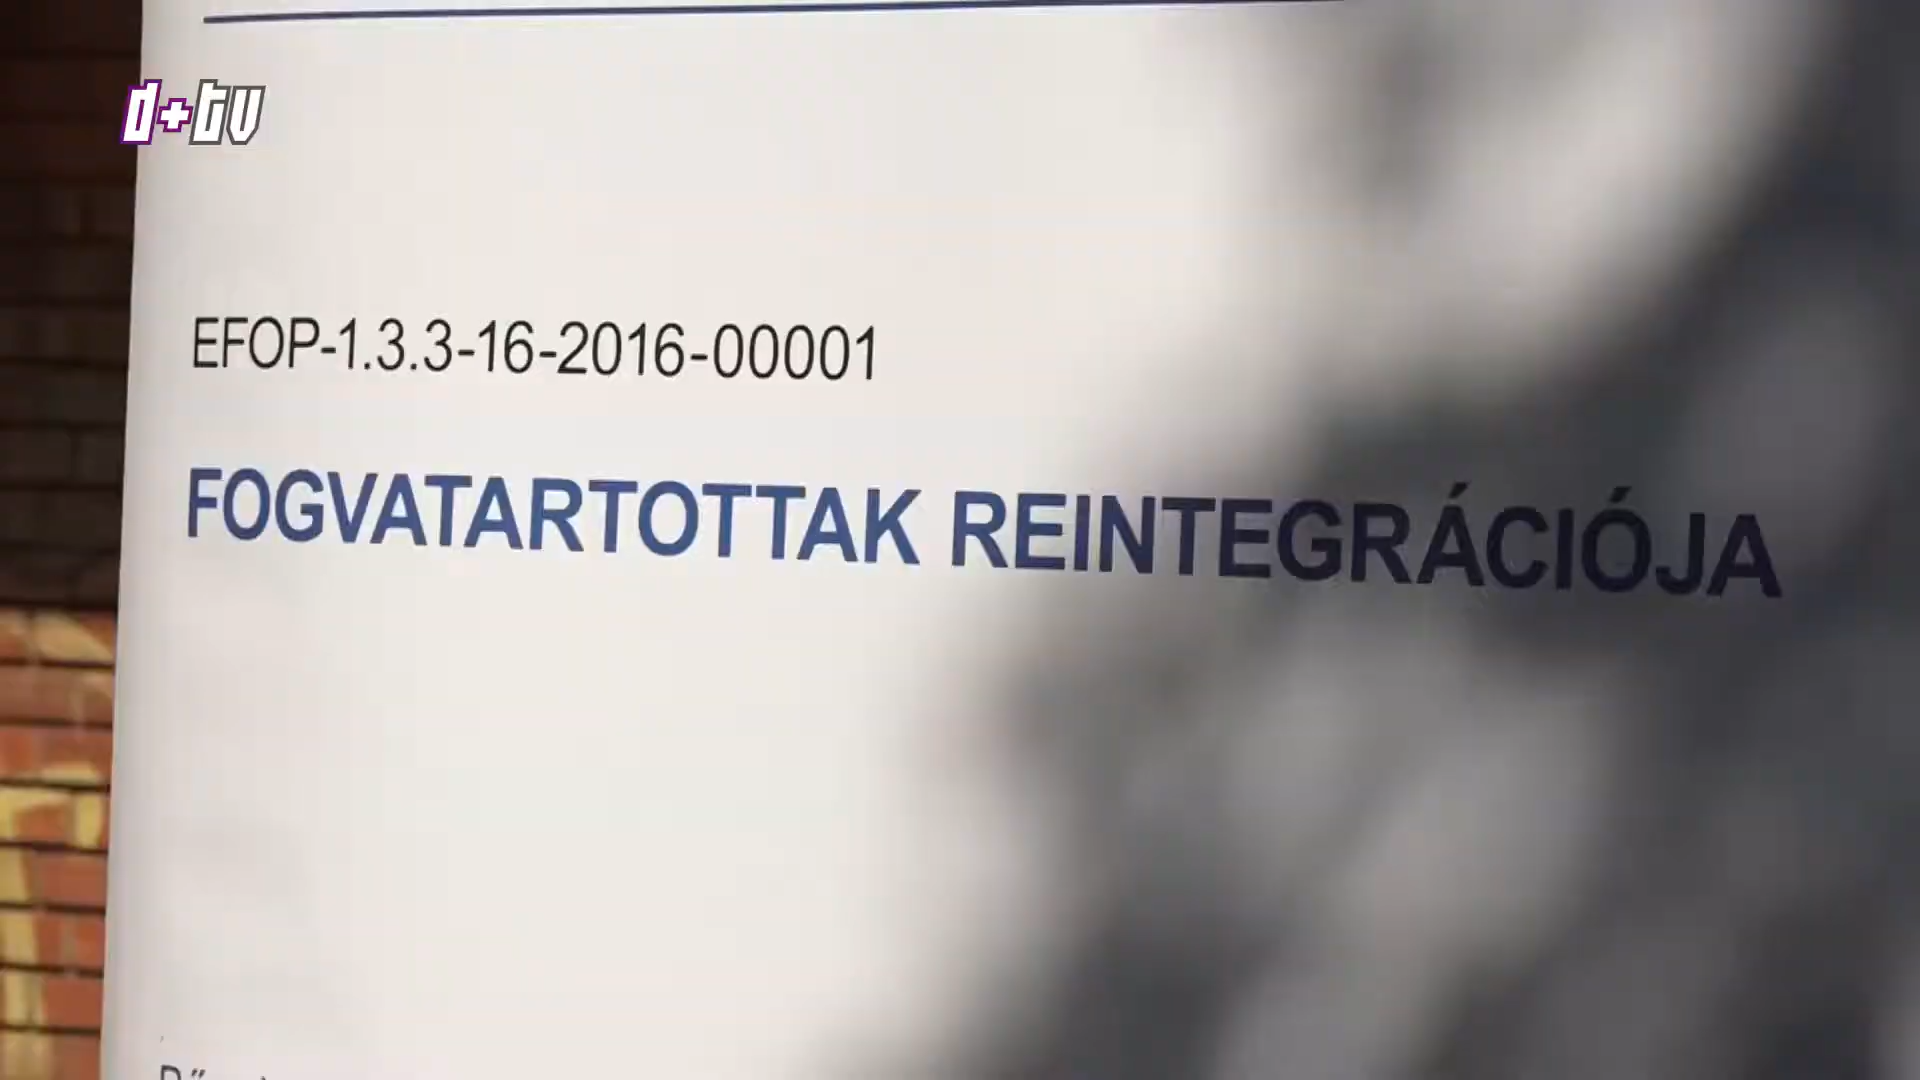 d+tv
EFOP-1.3.3-16-2016-00001
FOGVATARTOTTAK REINTEGRÁCIÓJA